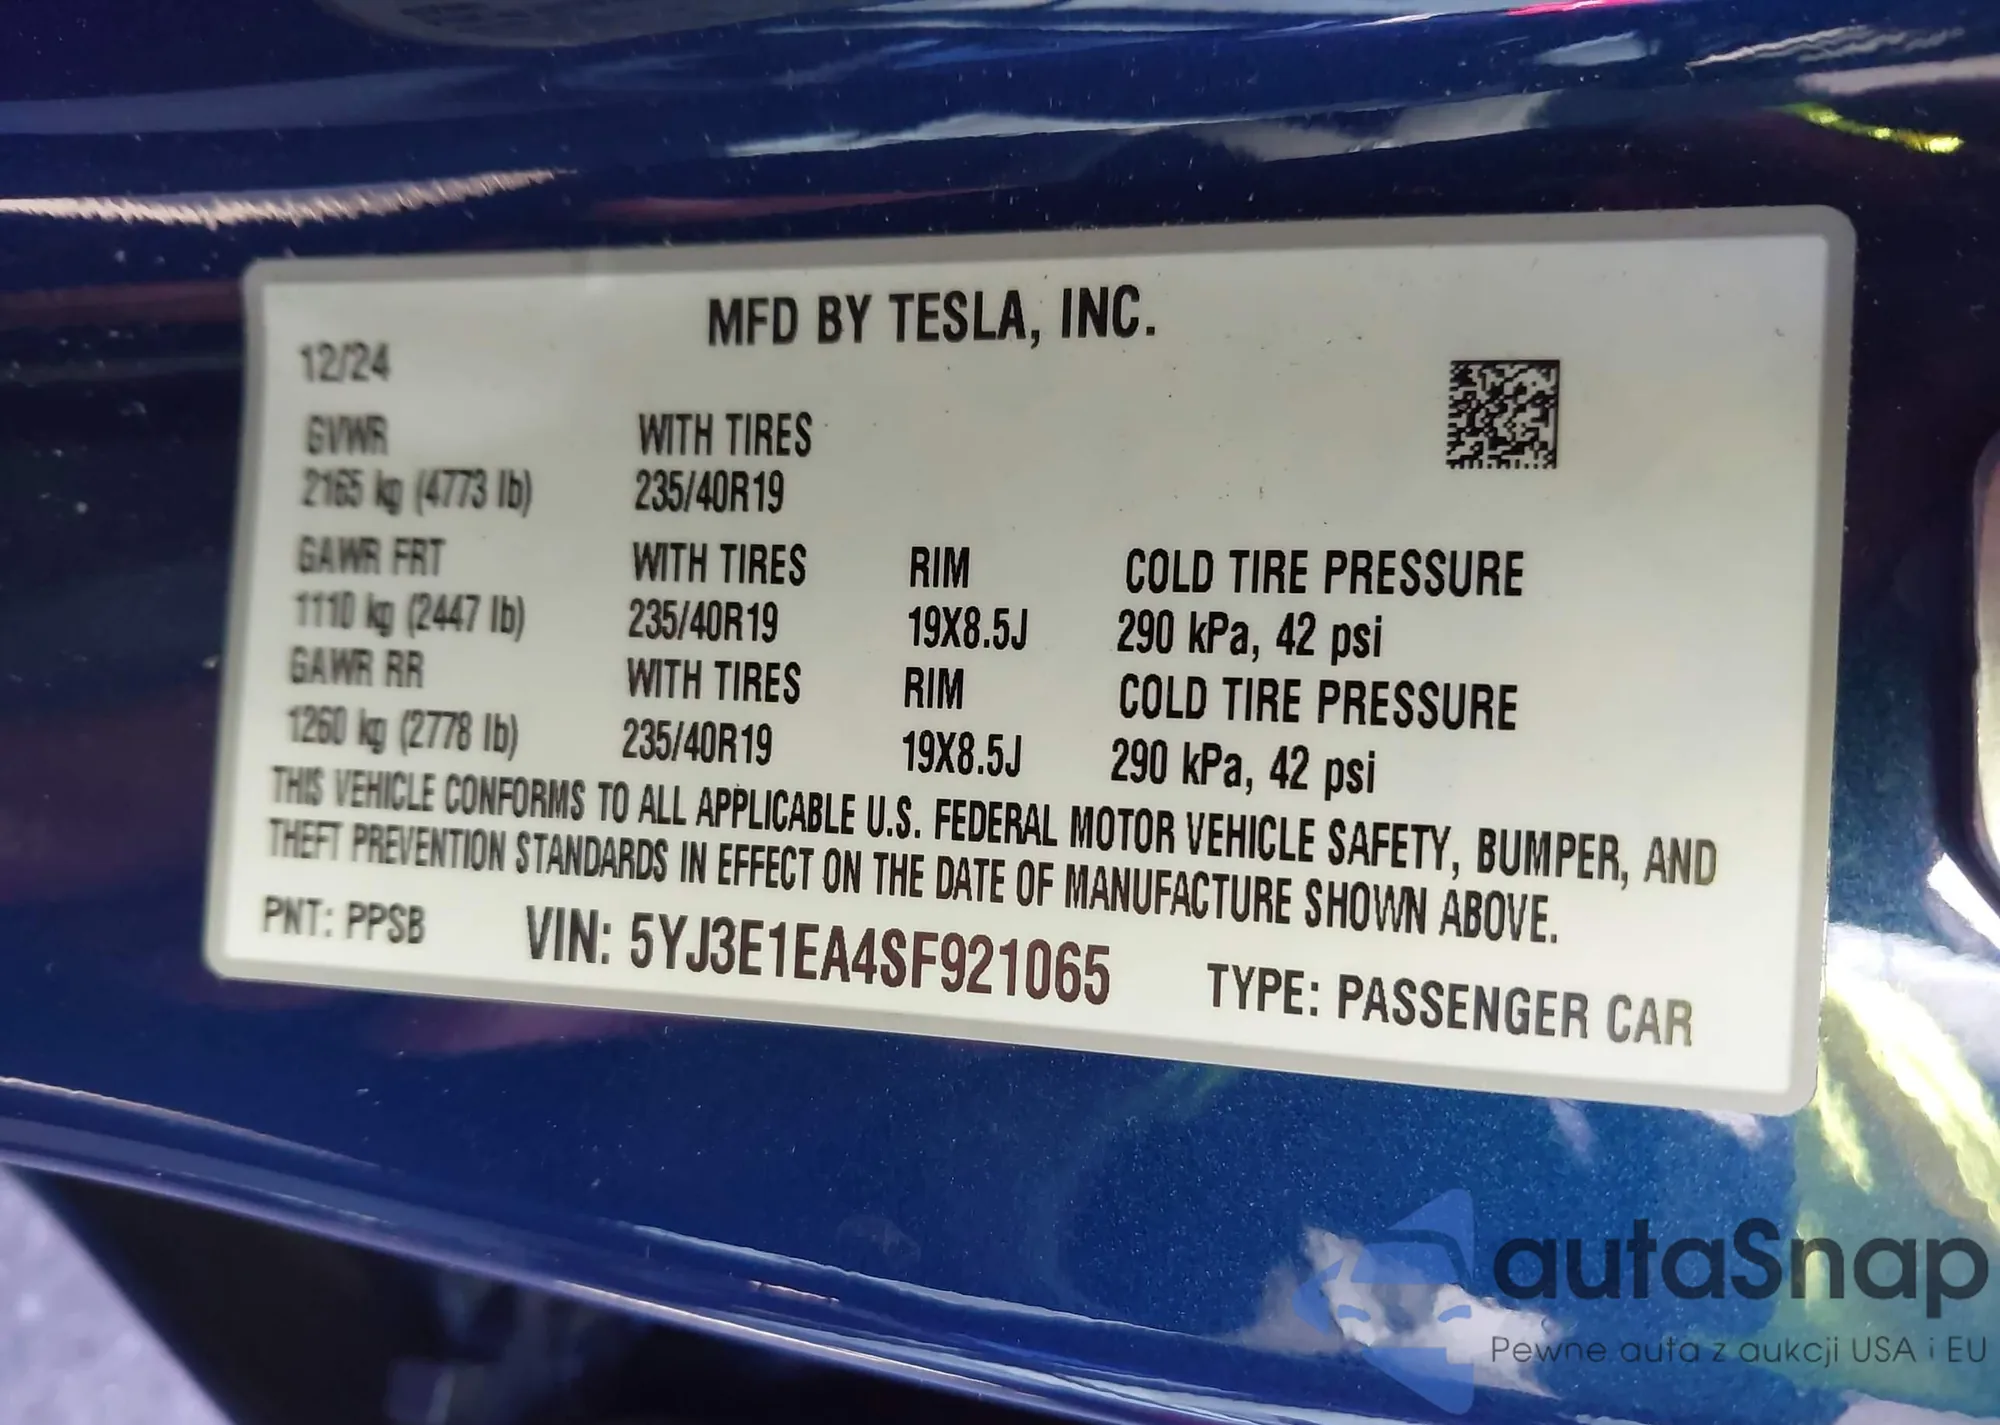 MFD BY TESLA, INC.
12/24
GVWR WITH TIRES
2165 kg (4773 lb) 235/40R19
GAWR FRT WITH TIRES RIM COLD TIRE PRESSURE
1110 kg (2447 lb) 235/40R19 19X8.5J 290 kPa, 42 psi
GAWR RR WITH TIRES RIM COLD TIRE PRESSURE
1260 kg (2778 lb) 235/40R19 19X8.5J 290 kPa, 42 psi
THIS VEHICLE CONFORMS TO ALL APPLICABLE U.S. FEDERAL MOTOR VEHICLE SAFETY, BUMPER, AND
THEFT PREVENTION STANDARDS IN EFFECT ON THE DATE OF MANUFACTURE SHOWN ABOVE.
PNT: PPSB VIN: 5YJ3E1EA4SF921065 TYPE: PASSENGER CAR
autaSnap
Pewne auta z aukcji USA i EU